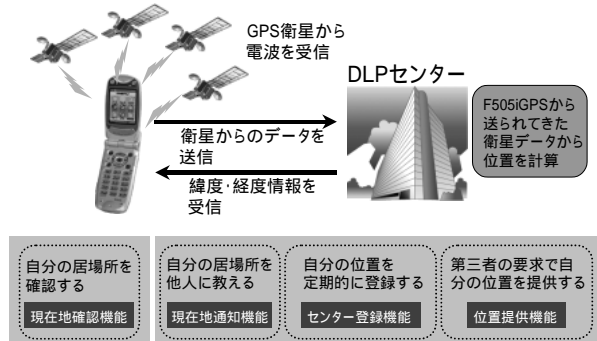 GPS衛星から
電波を受信
DLPセンター
F505iGPSから
送られてきた
衛星データから
位置を計算
衛星からのデータを
送信
緯度・経度情報を
受信
自分の居場所を
確認する
現在地確認機能
自分の居場所を
他人に教える
現在地通知機能
自分の位置を
定期的に登録する
センター登録機能
第三者の要求で自
分の位置を提供する
位置提供機能